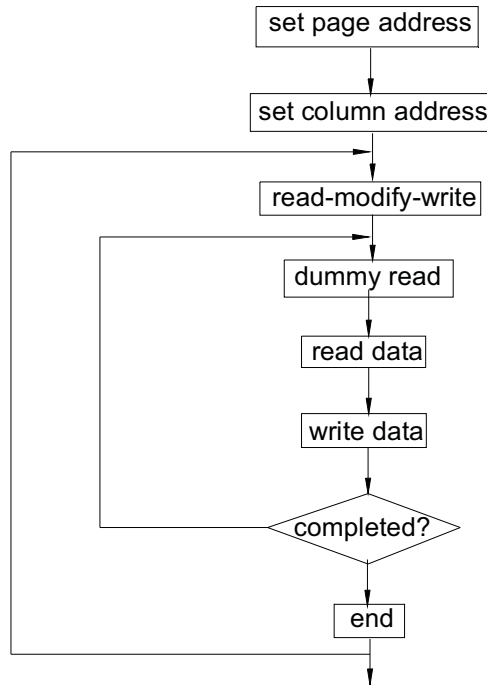 set page address
set column address
read-modify-write
dummy read
read data
write data
completed?
end